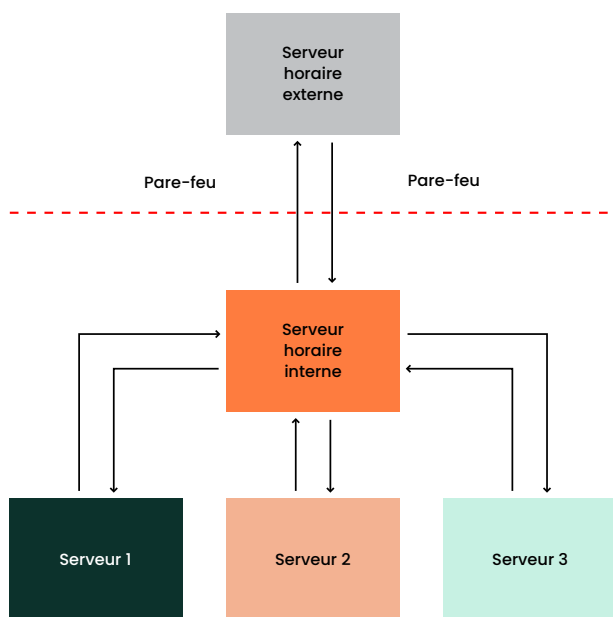 Serveur
horaire
externe
Pare-feu
Pare-feu
Serveur
horaire
interne
Serveur 1
Serveur 2
Serveur 3